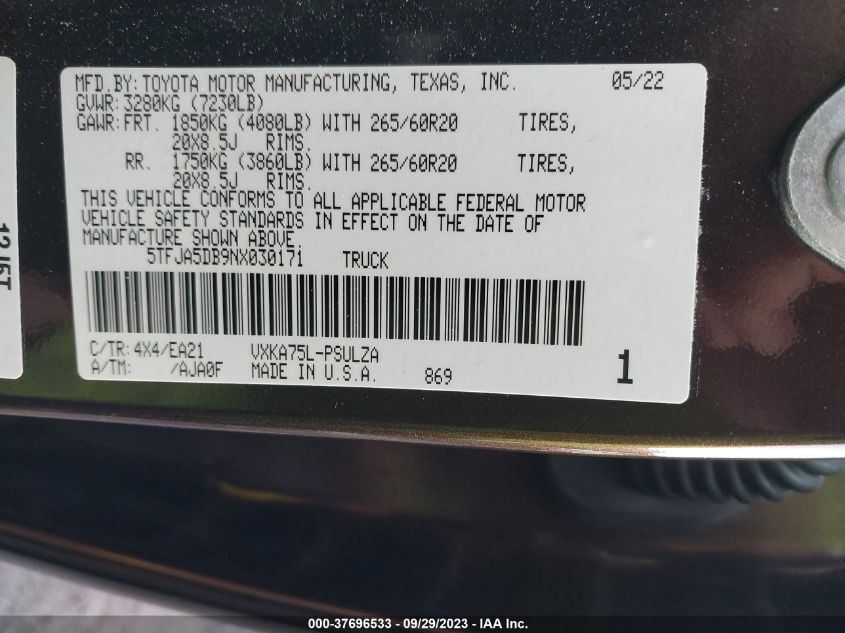 MFD.BY: TOYOTA MOTOR MANUFACTURING, TEXAS, INC. 05/22
GVWR: 3280KG (7230LB)
GAWR: FRT. 1850KG (4080LB) WITH 265/60R20 TIRES,
20X8.5J RIMS.
RR. 1750KG (3860LB) WITH 265/60R20 TIRES,
20X8.5J RIMS.
THIS VEHICLE CONFORMS TO ALL APPLICABLE FEDERAL MOTOR
VEHICLE SAFETY STANDARDS IN EFFECT ON THE DATE OF
MANUFACTURE SHOWN ABOVE.
5TFJA5DB9NX030171 TRUCK
C/TR: 4X4/EA21 VXKA75L-PSULZA
A/TM: /AJA0F MADE IN U.S.A. 869 1
000-37696533 / 09/29/2023 - IAA Inc.